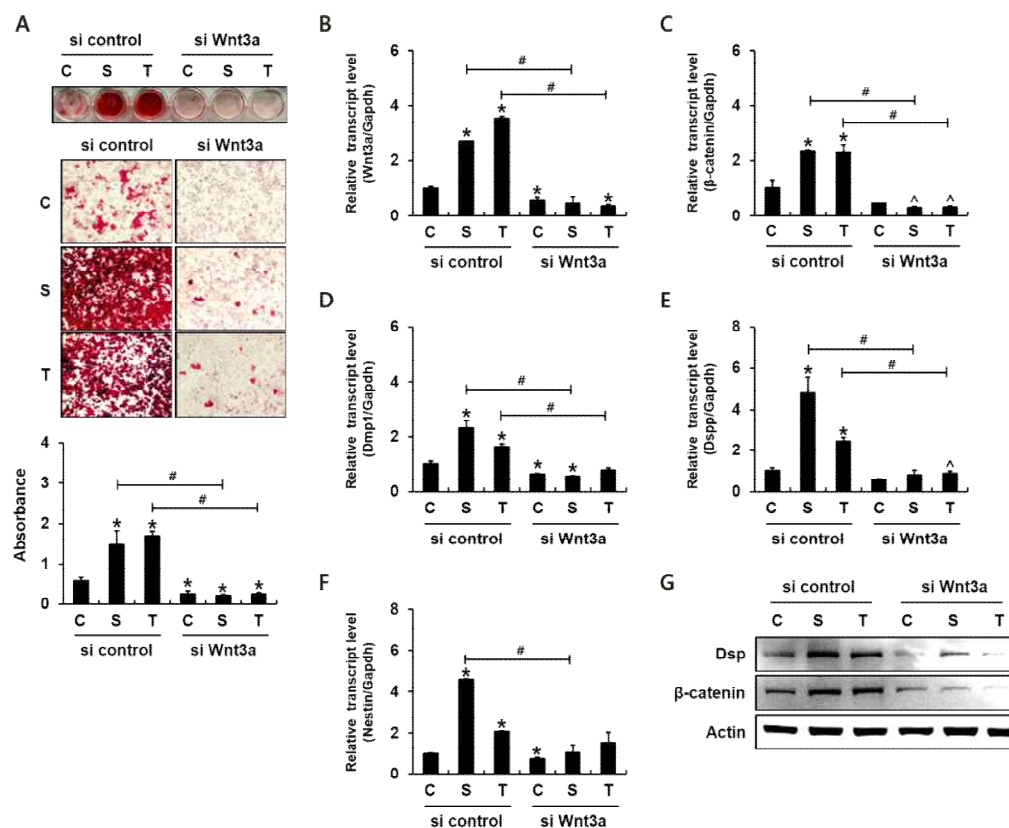 A
si control si Wnt3a
C S T C S T
si control si Wnt3a
C
S
T
Absorbance
4
3
2
1
0
#
#
* * * * *
C S T C S T
si control si Wnt3a
B
Relative transcript level
(Wnt3a/Gapdh)
6
4
2
0
#
#
* * * *
C S T C S T
si control si Wnt3a
C
Relative transcript level
(β-catenin/Gapdh)
6
4
2
0
#
#
* * ^ ^
C S T C S T
si control si Wnt3a
D
Relative transcript level
(Dmp1/Gapdh)
6
4
2
0
#
#
* * * *
C S T C S T
si control si Wnt3a
E
Relative transcript level
(Dspp/Gapdh)
8
6
4
2
0
#
#
* * ^
C S T C S T
si control si Wnt3a
F
Relative transcript level
(Nestin/Gapdh)
8
6
4
2
0
#
* * *
C S T C S T
si control si Wnt3a
G
si control si Wnt3a
C S T C S T
Dsp
β-catenin
Actin